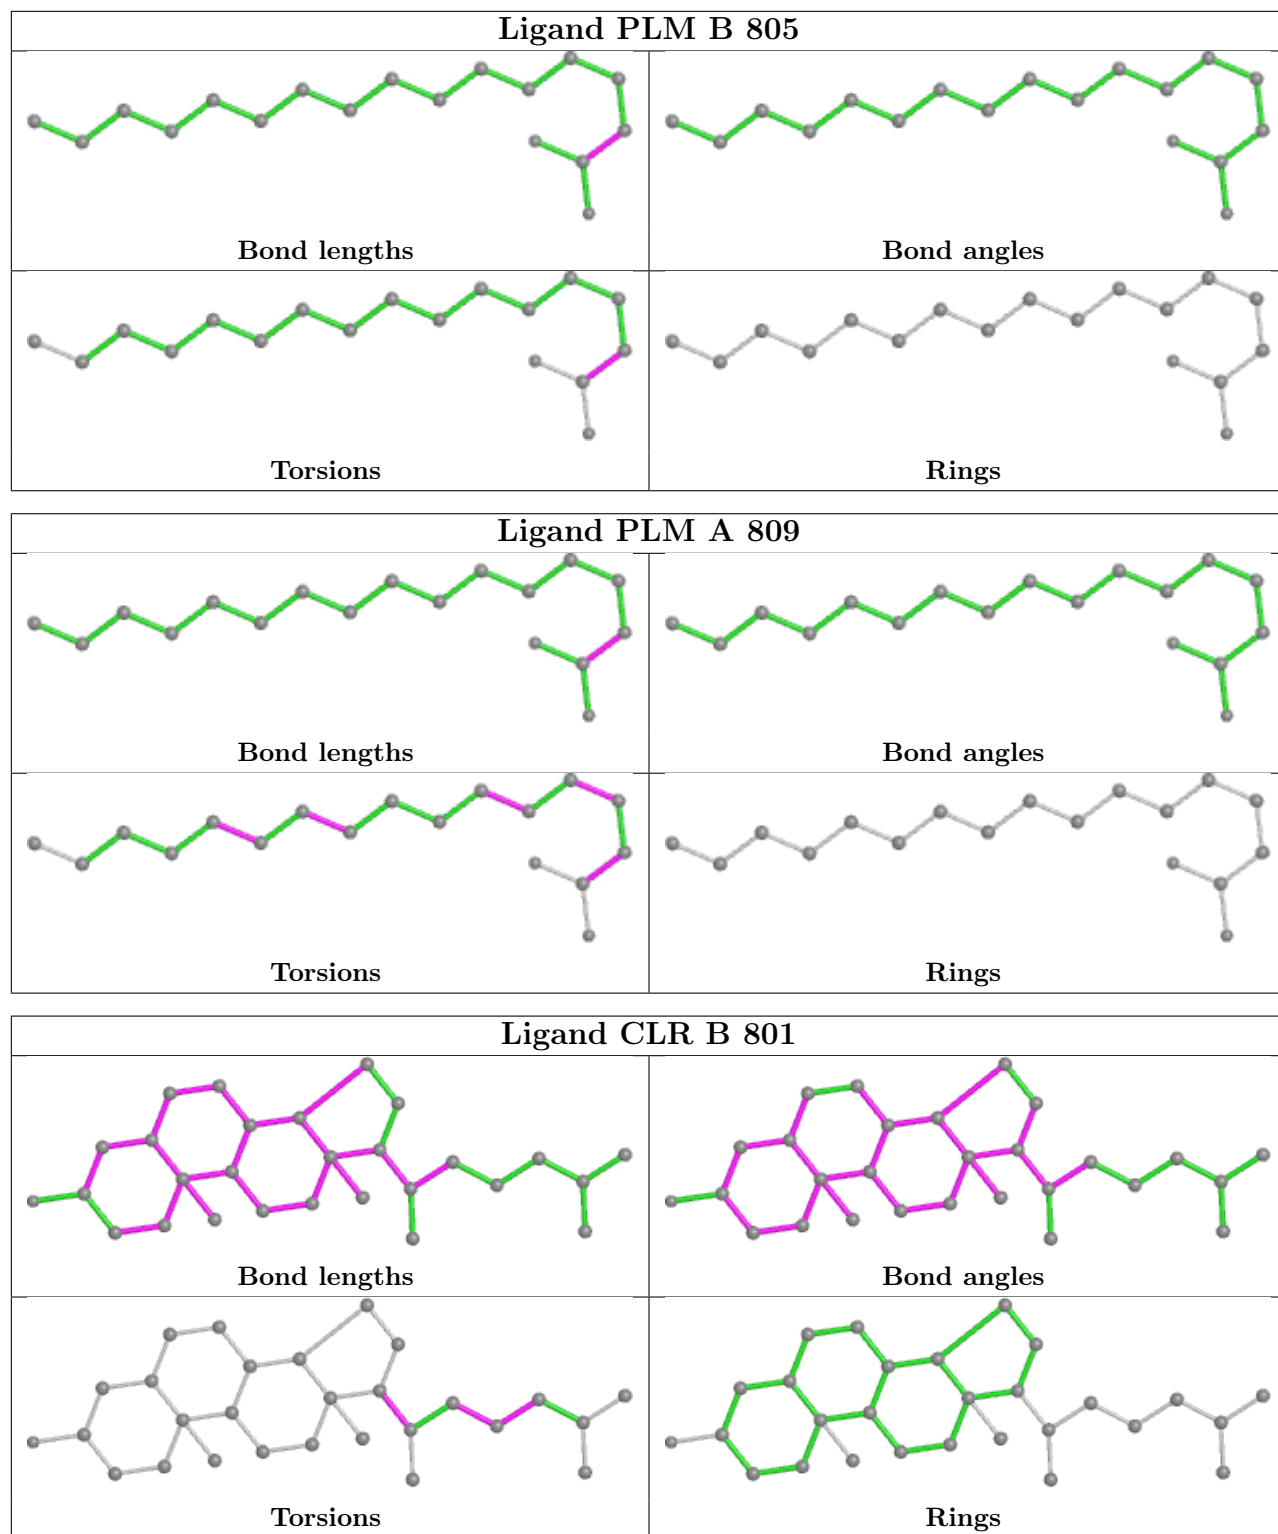 Ligand PLM B 805
Bond lengths
Bond angles
Torsions
Rings
Ligand PLM A 809
Bond lengths
Bond angles
Torsions
Rings
Ligand CLR B 801
Bond lengths
Bond angles
Torsions
Rings